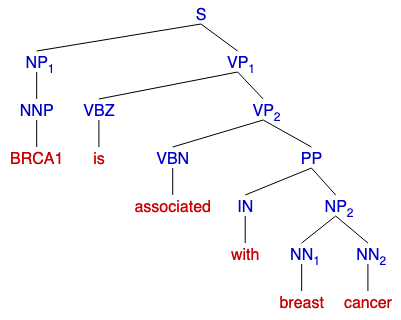 S
NP₁ VP₁
NNP VBZ VP₂
BRCA1 is VBN PP
associated IN NP₂
with NN₁ NN₂
breast cancer